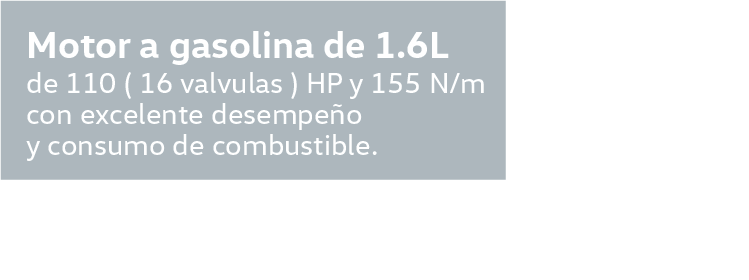 Motor a gasolina de 1.6L
de 110 ( 16 valvulas ) HP y 155 N/m
con excelente desempeño
y consumo de combustible.